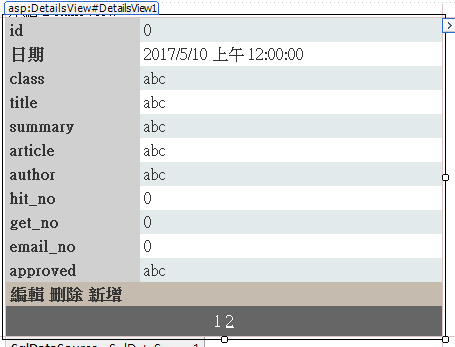 asp:DetailsView#DetailsView1
id 0
日期 2017/5/10 上午 12:00:00
class abc
title abc
summary abc
article abc
author abc
hit_no 0
get_no 0
email_no 0
approved abc
編輯 刪除 新增
1 2